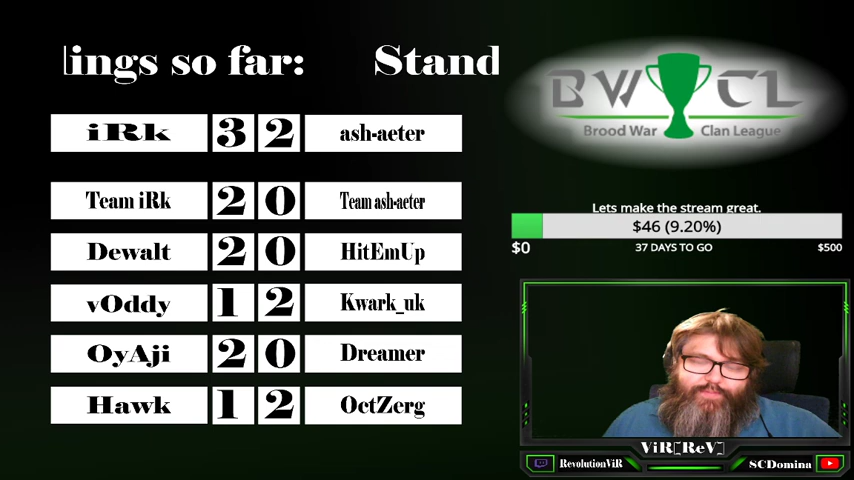 ings so far: Stand
iRk 3 2 ash-aeter
Team iRk 2 0 Team ash-aeter
Dewalt 2 0 HitEmUp
vOddy 1 2 Kwark_uk
OyAji 2 0 Dreamer
Hawk 1 2 OctZerg
BW CL
Brood War Clan League
Lets make the stream great.
$46 (9.20%)
$0 37 DAYS TO GO $500
ViR[ReV]
RevolutionViR SCDomina